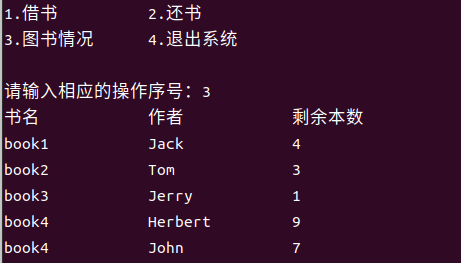 1.借书 2.还书
3.图书情况 4.退出系统
请输入相应的操作序号：3
书名 作者 剩余本数
book1 Jack 4
book2 Tom 3
book3 Jerry 1
book4 Herbert 9
book4 John 7